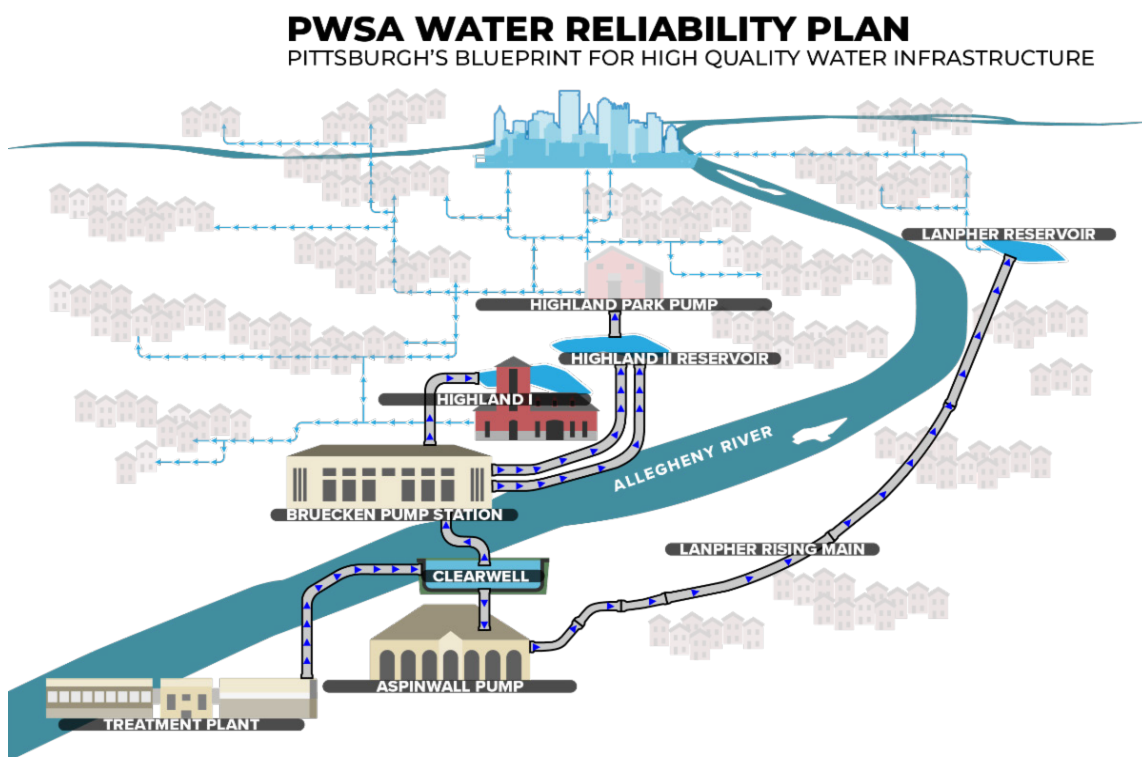 PWSA WATER RELIABILITY PLAN
PITTSBURGH'S BLUEPRINT FOR HIGH QUALITY WATER INFRASTRUCTURE
LANPHER RESERVOIR
HIGHLAND PARK PUMP
HIGHLAND II RESERVOIR
HIGHLAND I
ALLEGHENY RIVER
BRUECKEN PUMP STATION
LANPHER RISING MAIN
CLEARWELL
ASPINWALL PUMP
TREATMENT PLANT